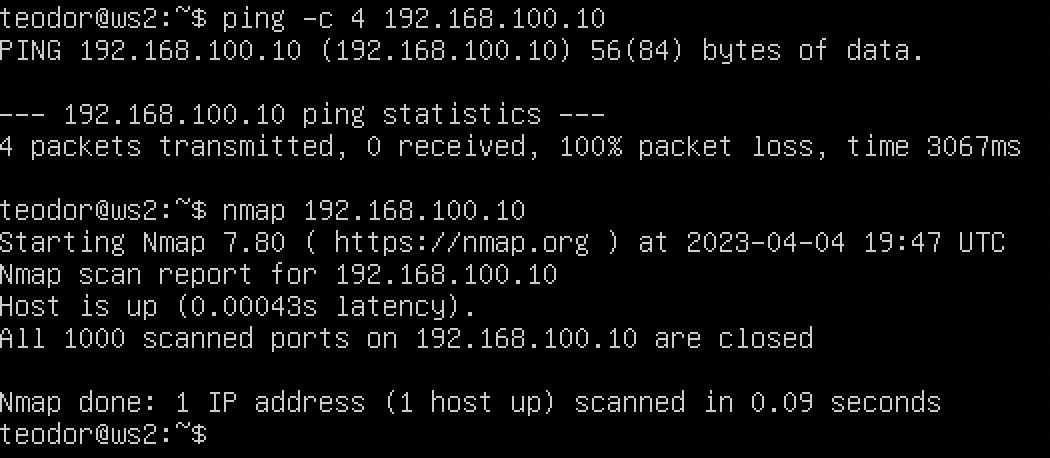 teodor@ws2:~$ ping -c 4 192.168.100.10
PING 192.168.100.10 (192.168.100.10) 56(84) bytes of data.

--- 192.168.100.10 ping statistics ---
4 packets transmitted, 0 received, 100% packet loss, time 3067ms

teodor@ws2:~$ nmap 192.168.100.10
Starting Nmap 7.80 ( https://nmap.org ) at 2023-04-04 19:47 UTC
Nmap scan report for 192.168.100.10
Host is up (0.00043s latency).
All 1000 scanned ports on 192.168.100.10 are closed

Nmap done: 1 IP address (1 host up) scanned in 0.09 seconds
teodor@ws2:~$